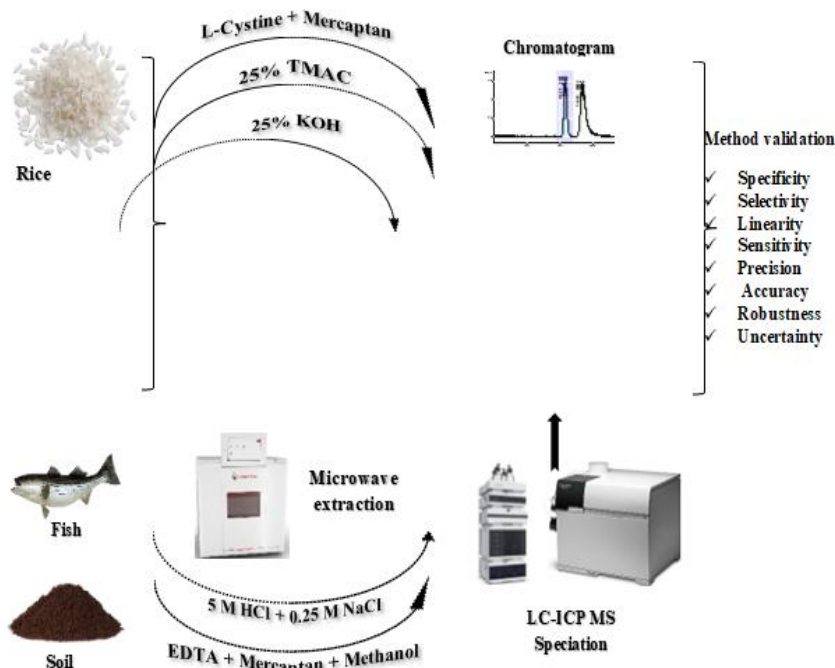 L-Cystine + Mercaptan
25% TMAC
25% KOH
Rice
Chromatogram
Method validation
✓ Specificity
✓ Selectivity
✓ Linearity
✓ Sensitivity
✓ Precision
✓ Accuracy
✓ Robustness
✓ Uncertainty
Fish
Microwave
extraction
5 M HCl + 0.25 M NaCl
EDTA + Mercaptan + Methanol
Soil
LC-ICP MS
Speciation